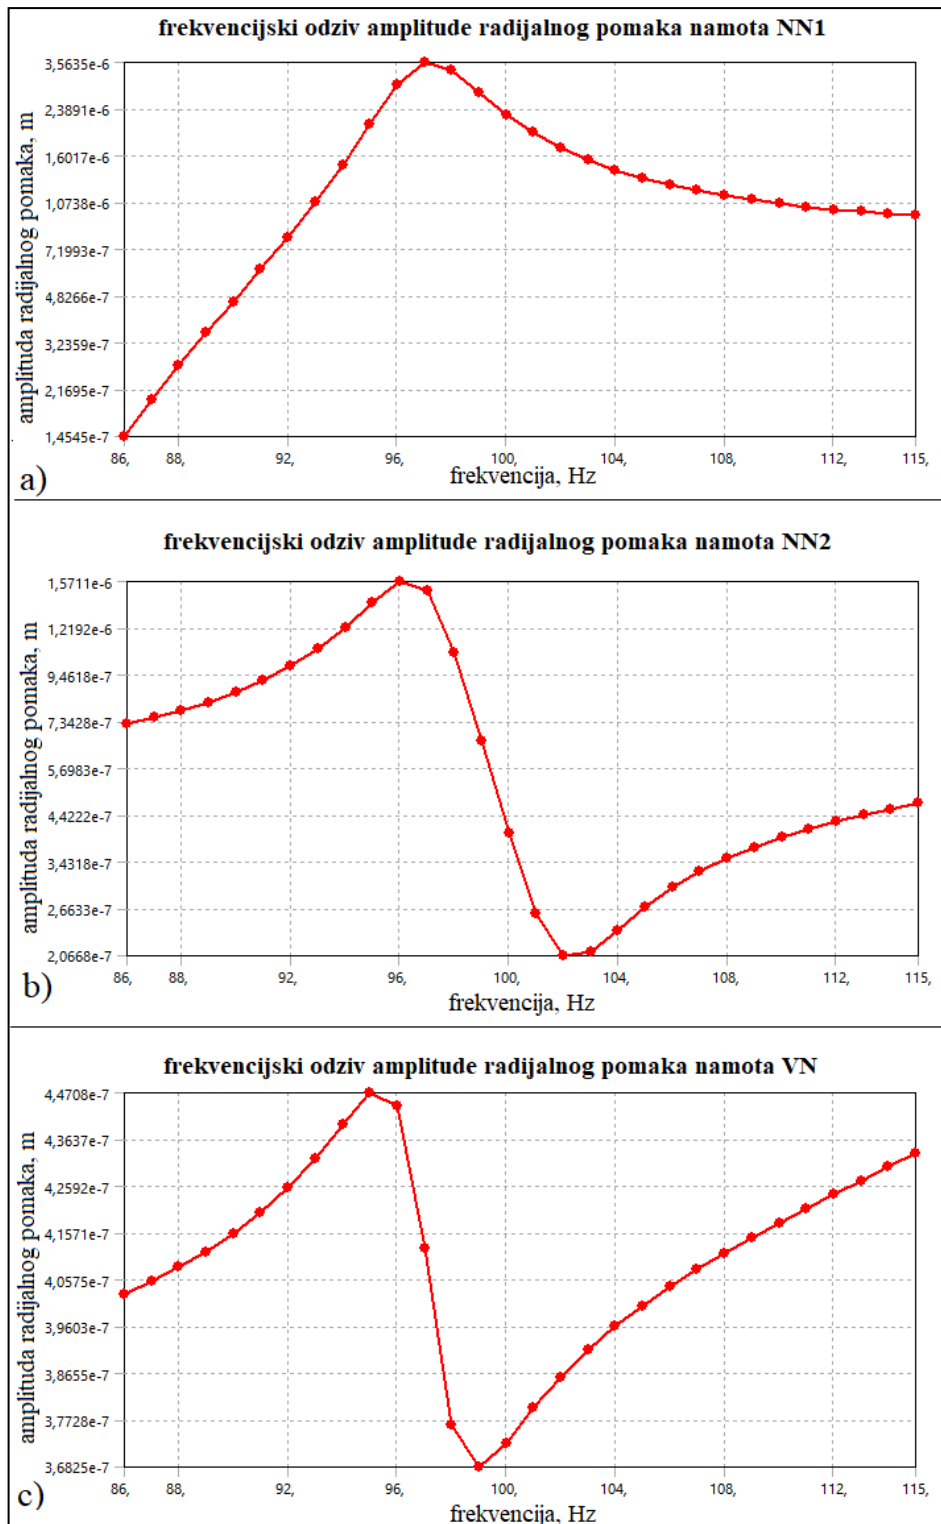 frekvencijski odziv amplitude radijalnog pomaka namota NN1
amplituda radijalnog pomaka, m
3,5635e-6
2,3891e-6
1,6017e-6
1,0738e-6
7,1993e-7
4,8266e-7
3,2359e-7
2,1695e-7
1,4545e-7
86, 88, 92, 96, 100, 104, 108, 112, 115,
frekvencija, Hz
a)
frekvencijski odziv amplitude radijalnog pomaka namota NN2
amplituda radijalnog pomaka, m
1,5711e-6
1,2192e-6
9,4618e-7
7,3428e-7
5,6983e-7
4,4222e-7
3,4318e-7
2,6633e-7
2,0668e-7
86, 88, 92, 96, 100, 104, 108, 112, 115,
frekvencija, Hz
b)
frekvencijski odziv amplitude radijalnog pomaka namota VN
amplituda radijalnog pomaka, m
4,4708e-7
4,3637e-7
4,2592e-7
4,1571e-7
4,0575e-7
3,9603e-7
3,8655e-7
3,7728e-7
3,6825e-7
86, 88, 92, 96, 100, 104, 108, 112, 115,
frekvencija, Hz
c)